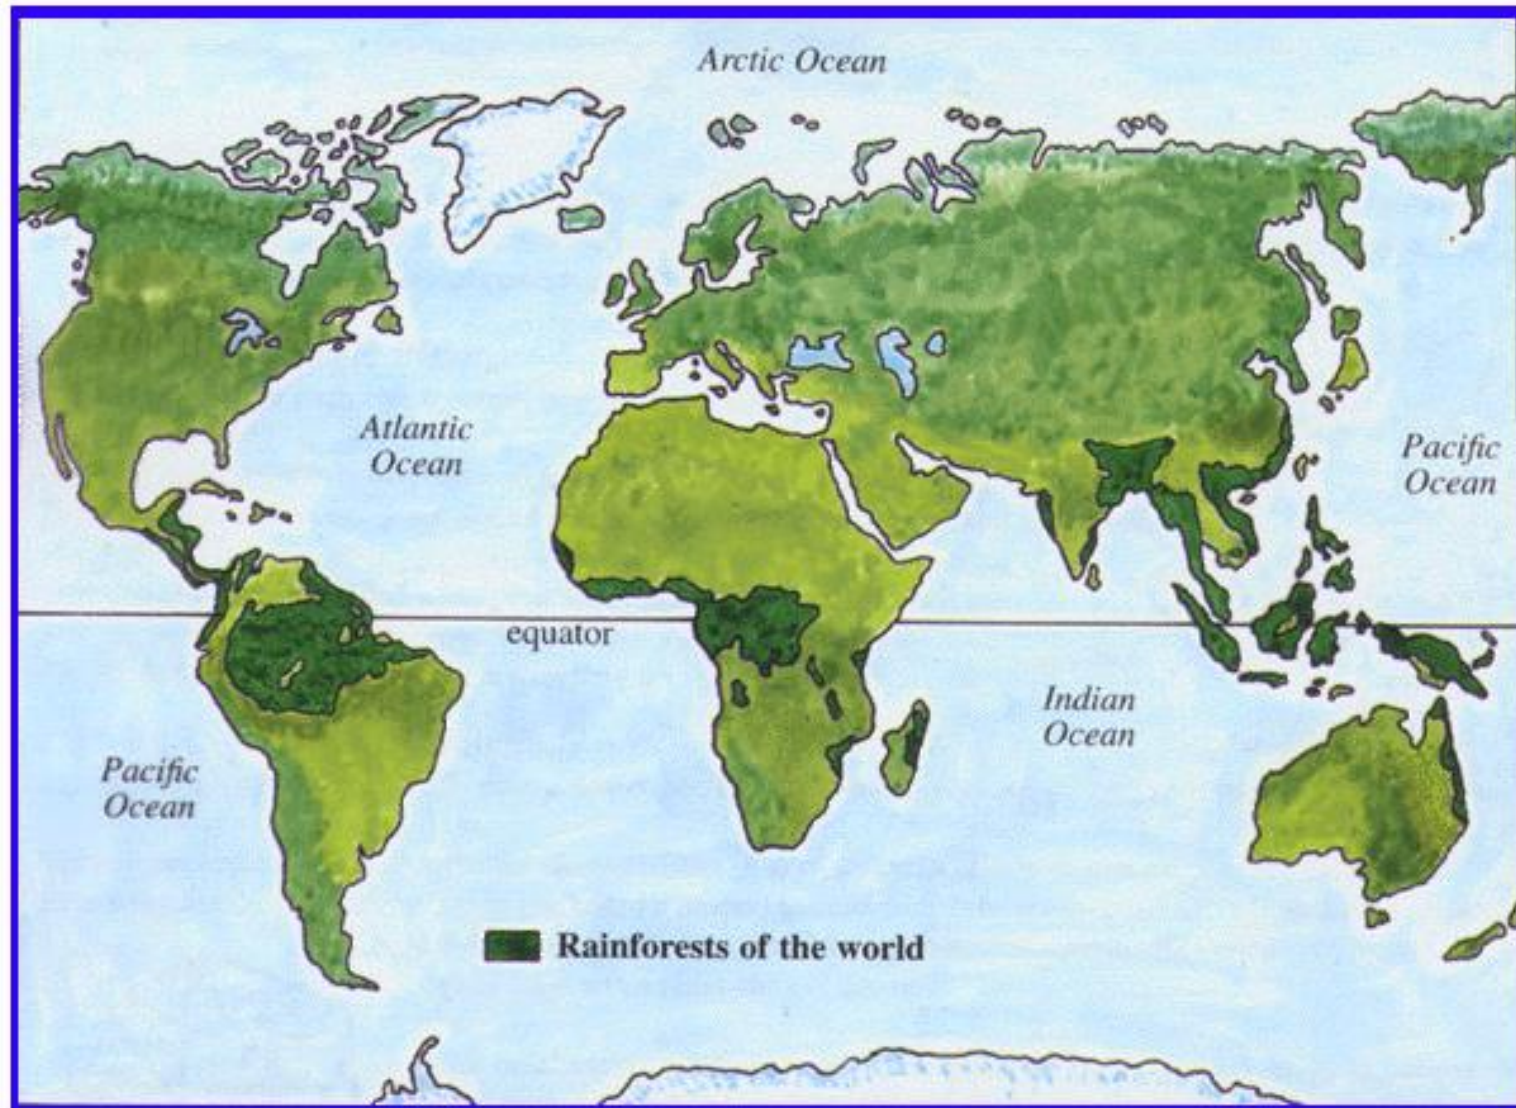 Arctic Ocean
Atlantic
Ocean
Pacific
Ocean
equator
Indian
Ocean
Pacific
Ocean
Rainforests of the world